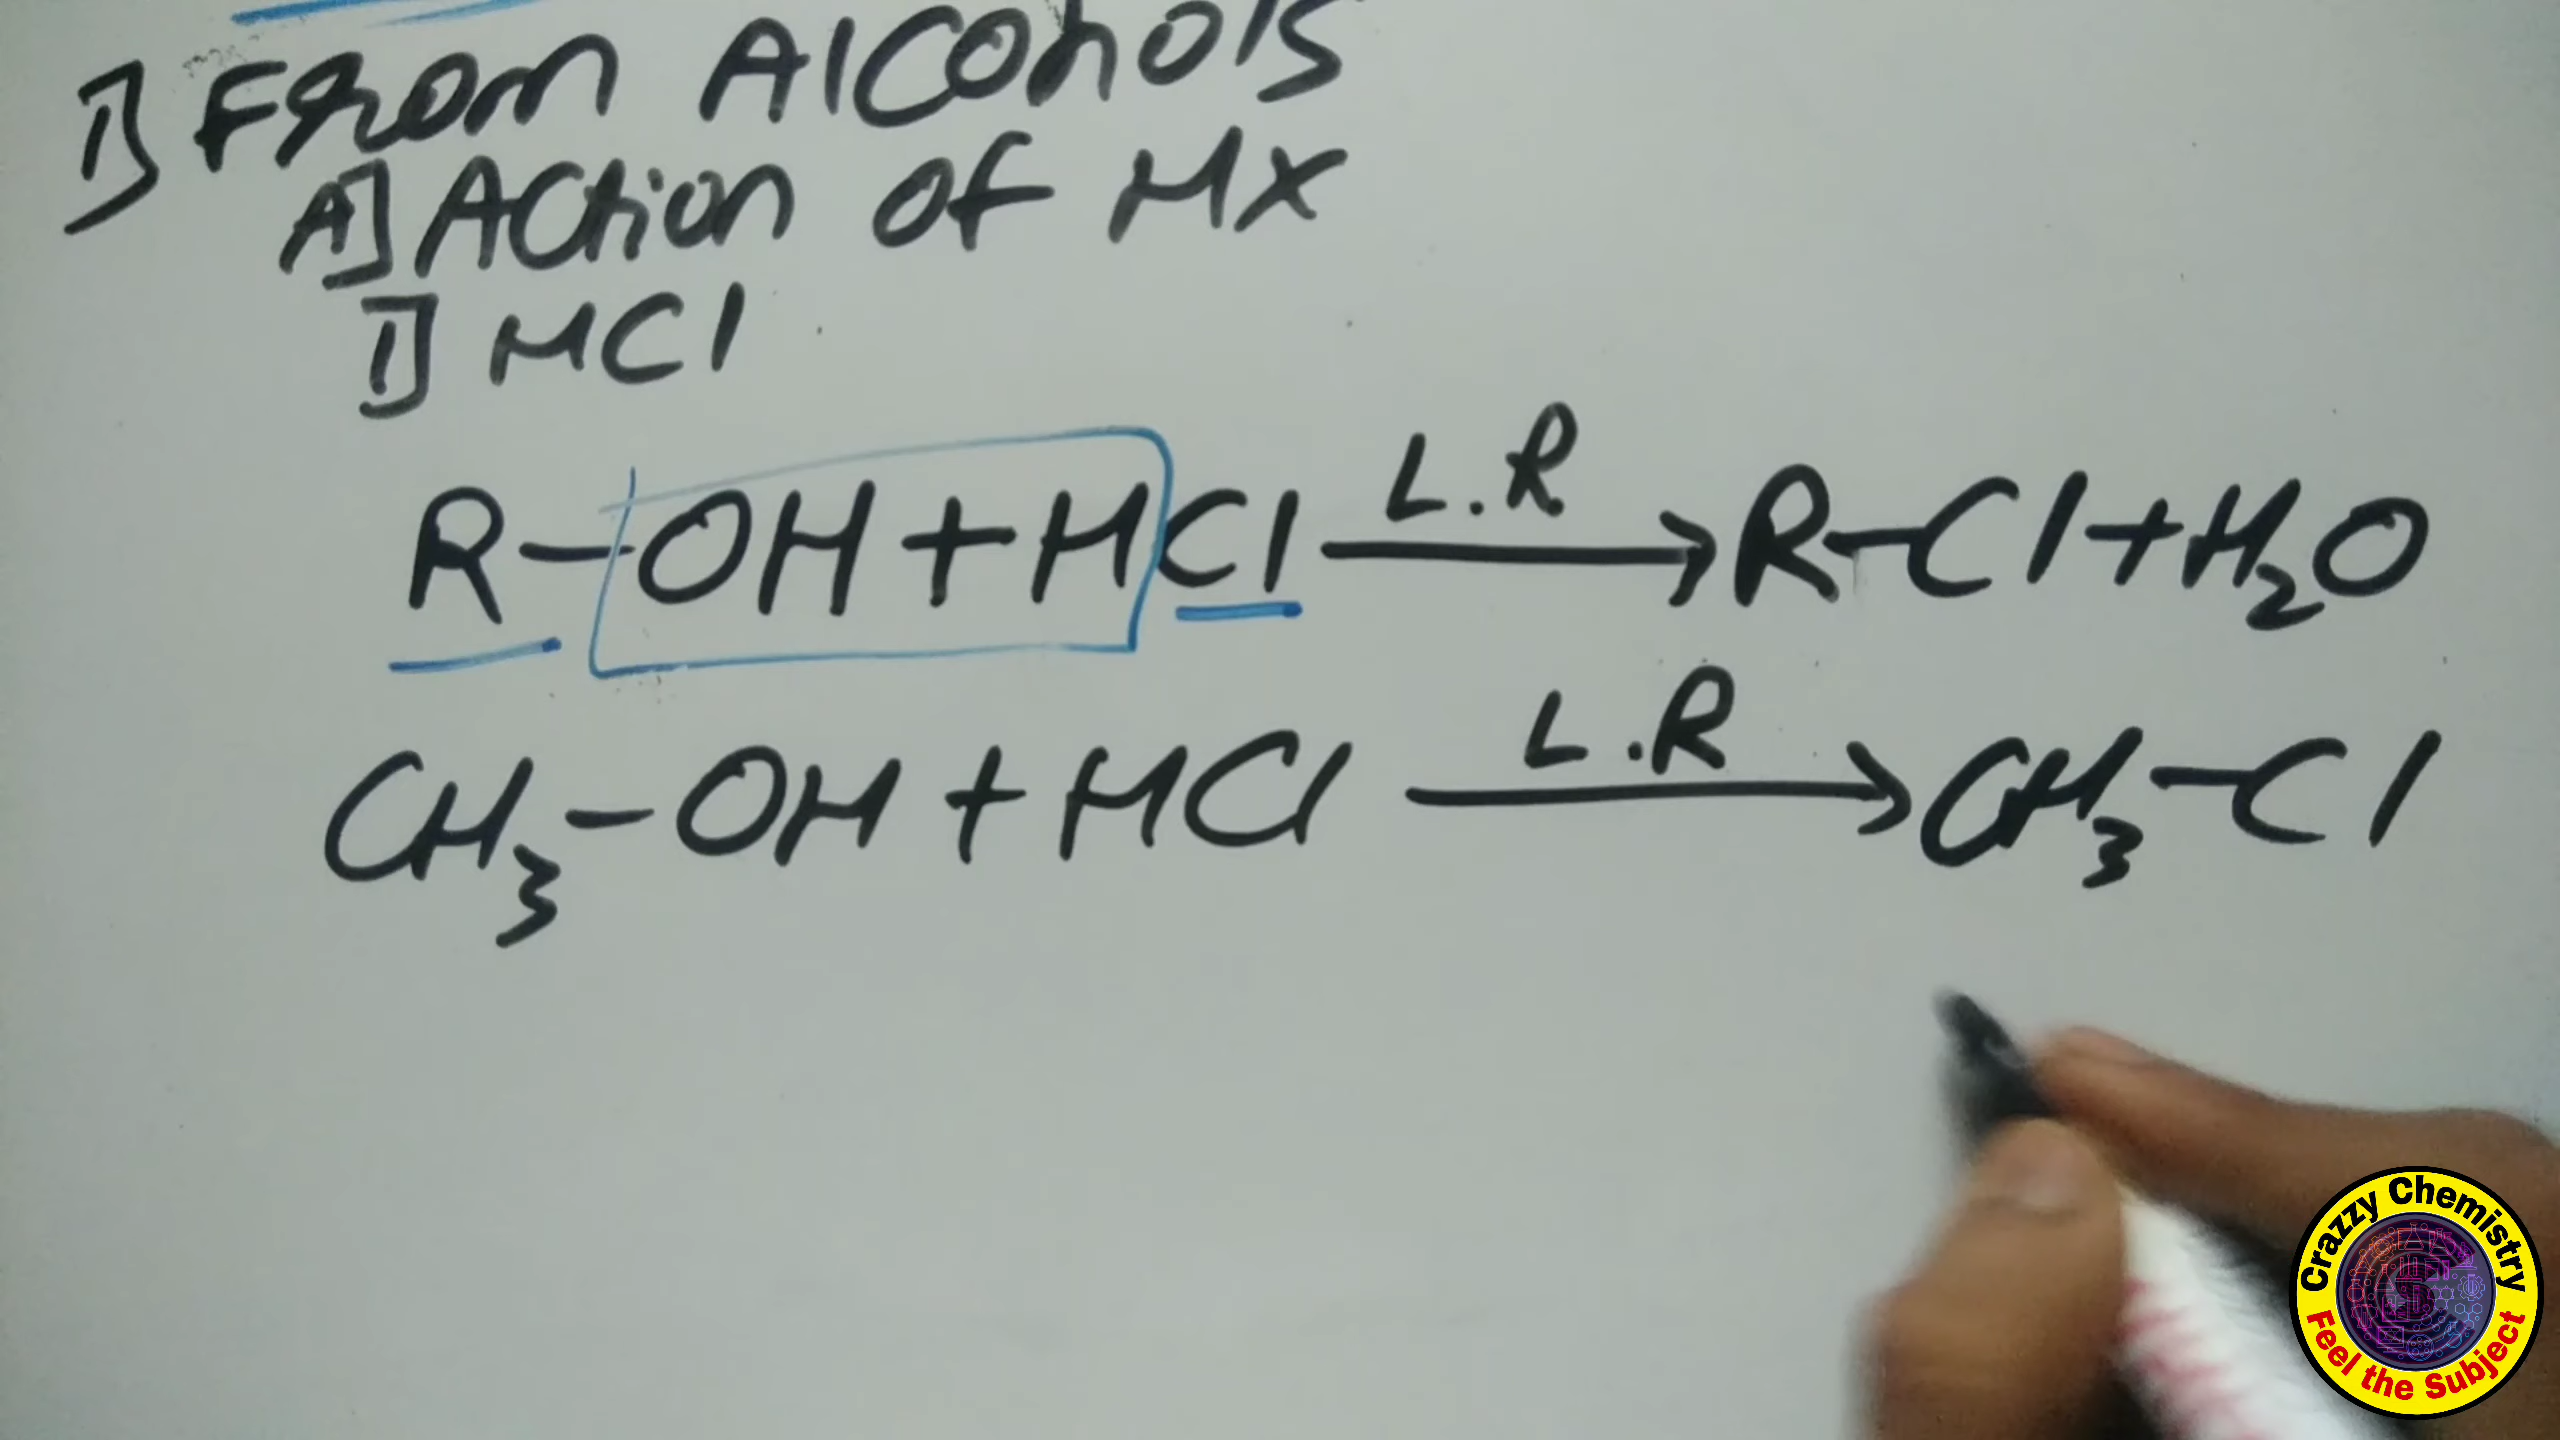 1] From Alcohols
A] Action of HX
1] HCl
R-OH+HCl L.R → R-Cl+H₂O
CH₃-OH+HCl L.R → CH₃-Cl
Crazzy Chemistry
Feel the Subject